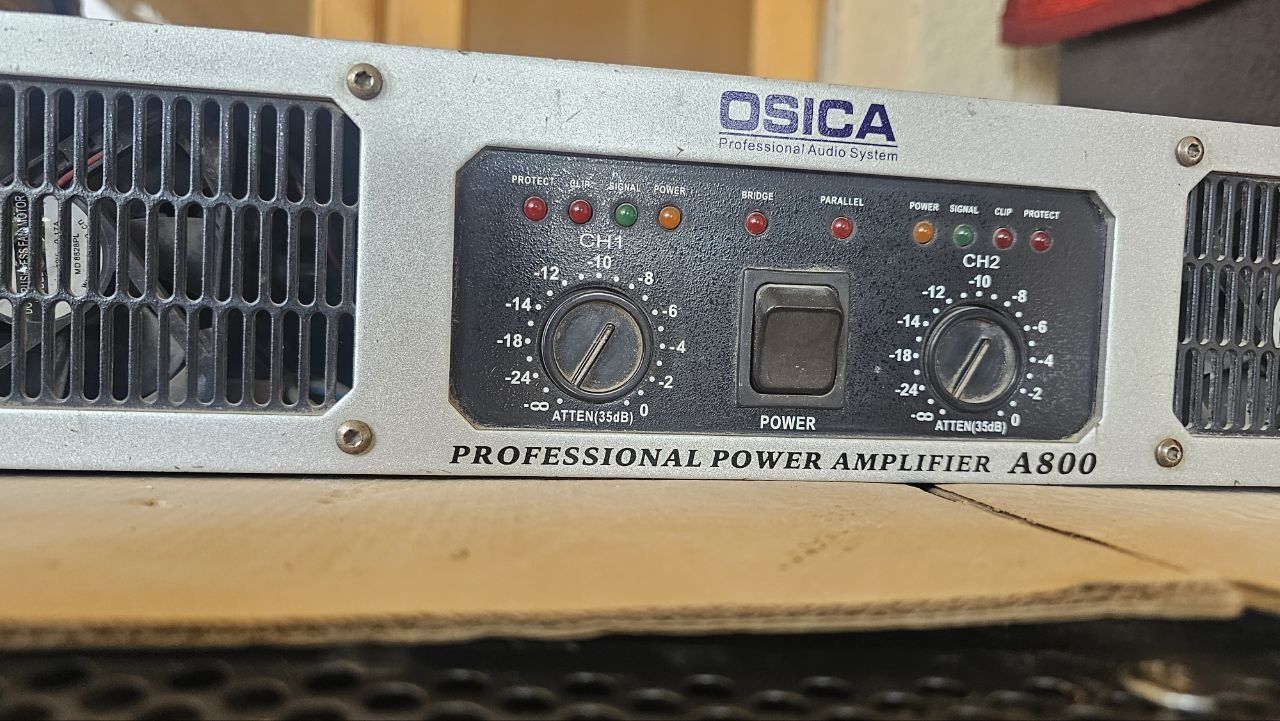 OSICA
Professional Audio System
PROTECT CLIP SIGNAL POWER
BRIDGE
PARALLEL
POWER SIGNAL CLIP PROTECT
CH1
-∞ -24 -18 -14 -12 -10 -8 -6 -4 -2 0
ATTEN(35dB)
POWER
CH2
-∞ -24 -18 -14 -12 -10 -8 -6 -4 -2 0
ATTEN(35dB)
PROFESSIONAL POWER AMPLIFIER A800